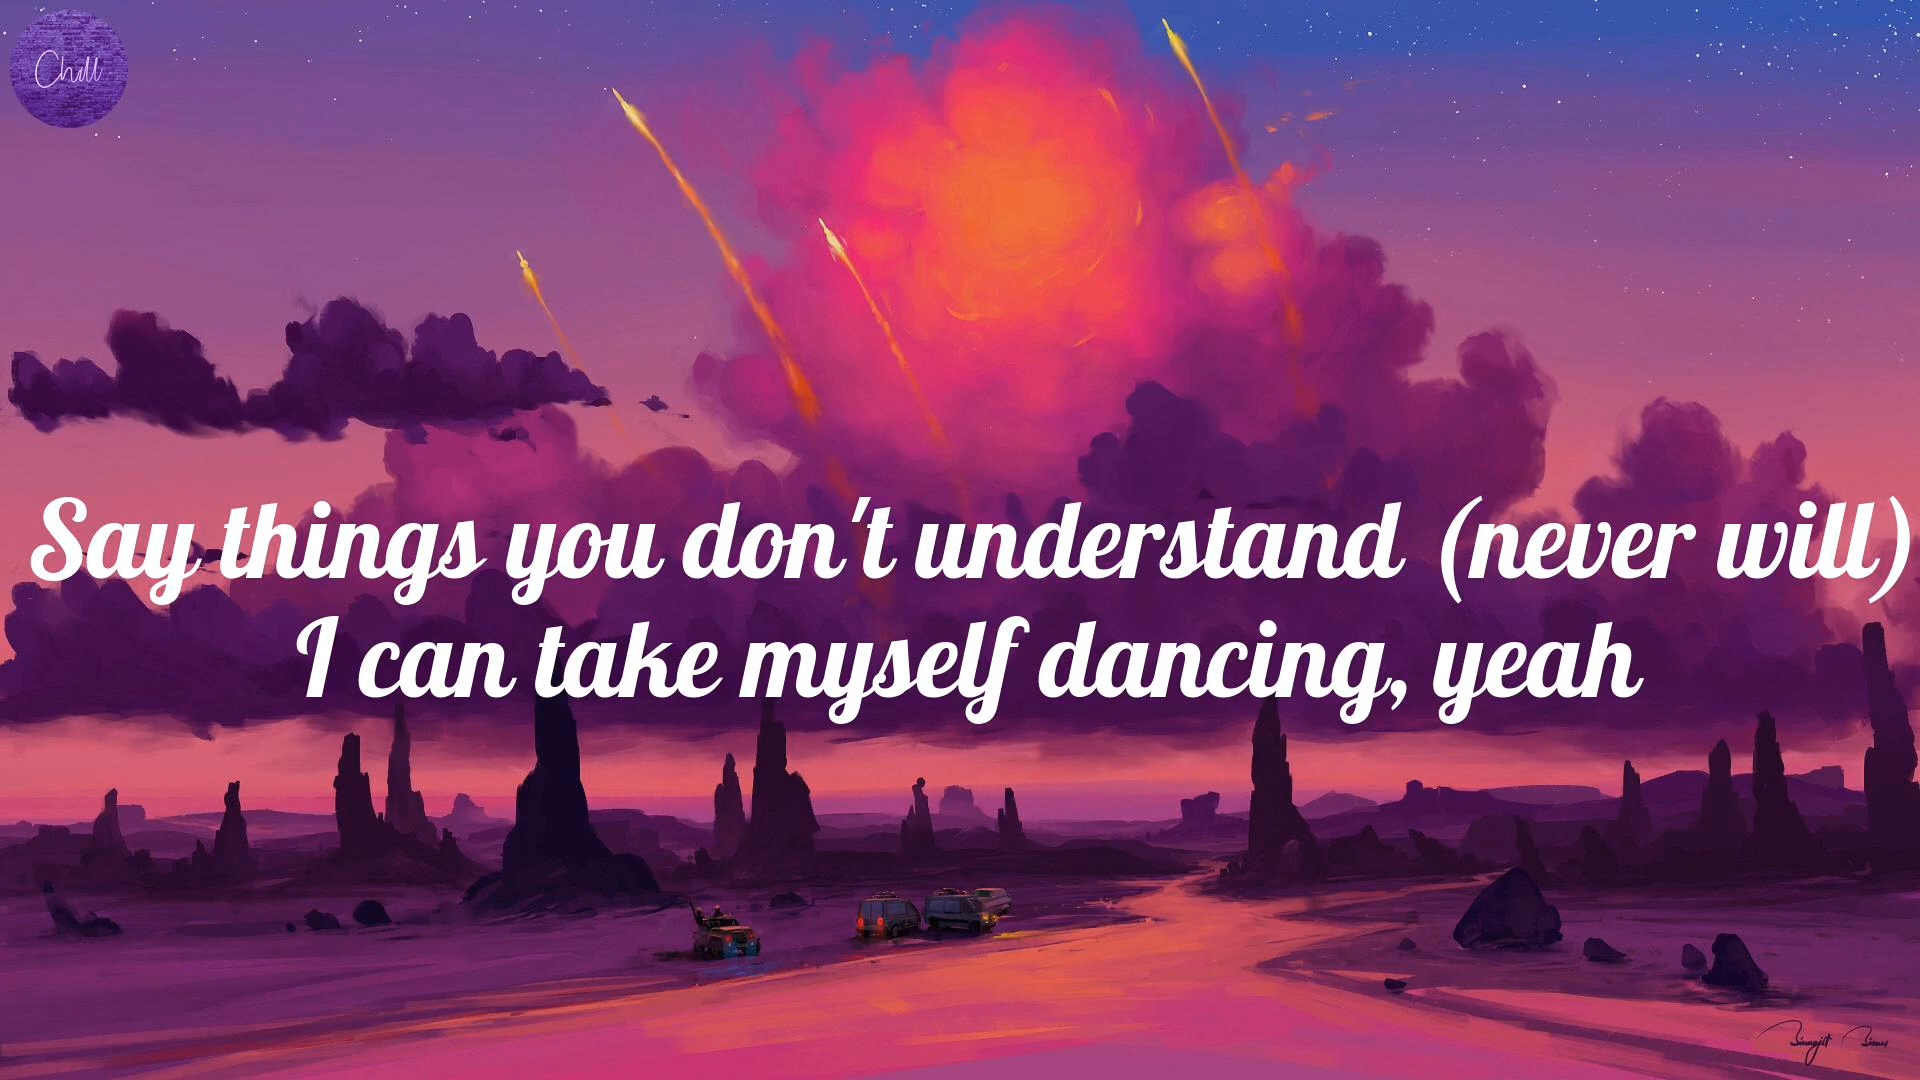 Chill
Say things you don't understand (never will)
I can take myself dancing, yeah